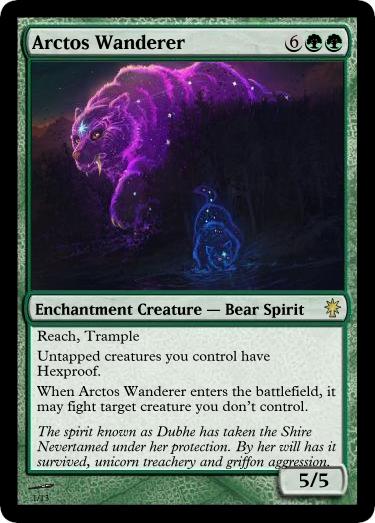 Arctos Wanderer 6
Enchantment Creature — Bear Spirit
Reach, Trample
Untapped creatures you control have
Hexproof.
When Arctos Wanderer enters the battlefield, it
may fight target creature you don't control.
The spirit known as Dubhe has taken the Shire
Nevertamed under her protection. By her will has it
survived, unicorn treachery and griffon aggression.
5/5
1/13